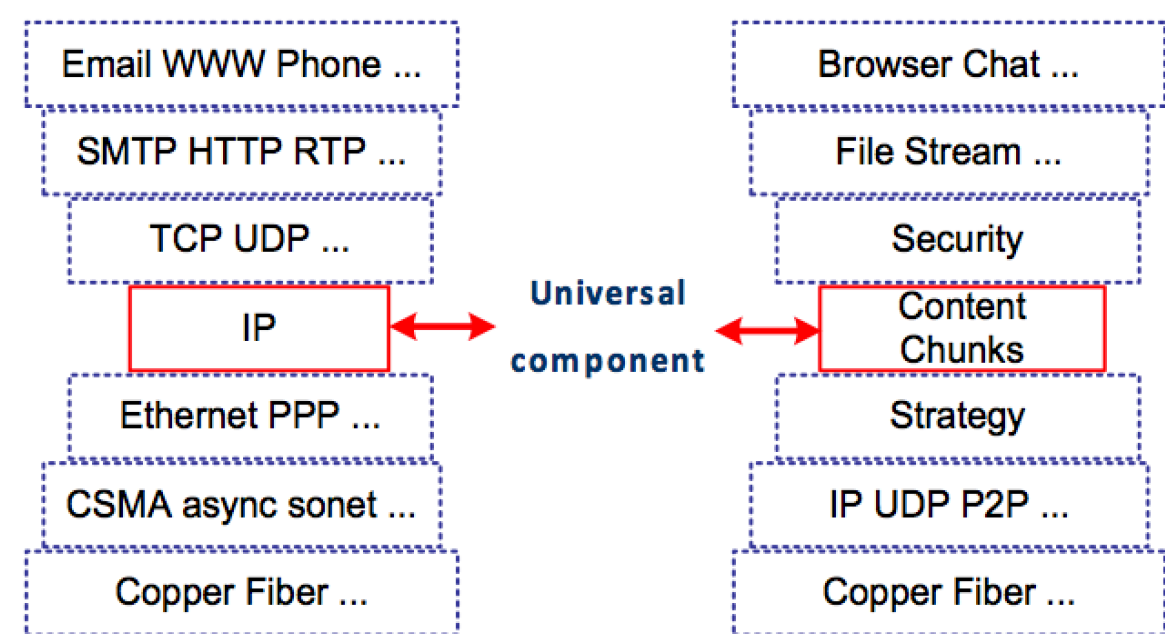 Email WWW Phone ...
SMTP HTTP RTP ...
TCP UDP ...
IP
Ethernet PPP ...
CSMA async sonet ...
Copper Fiber ...
Universal
component
Browser Chat ...
File Stream ...
Security
Content
Chunks
Strategy
IP UDP P2P ...
Copper Fiber ...